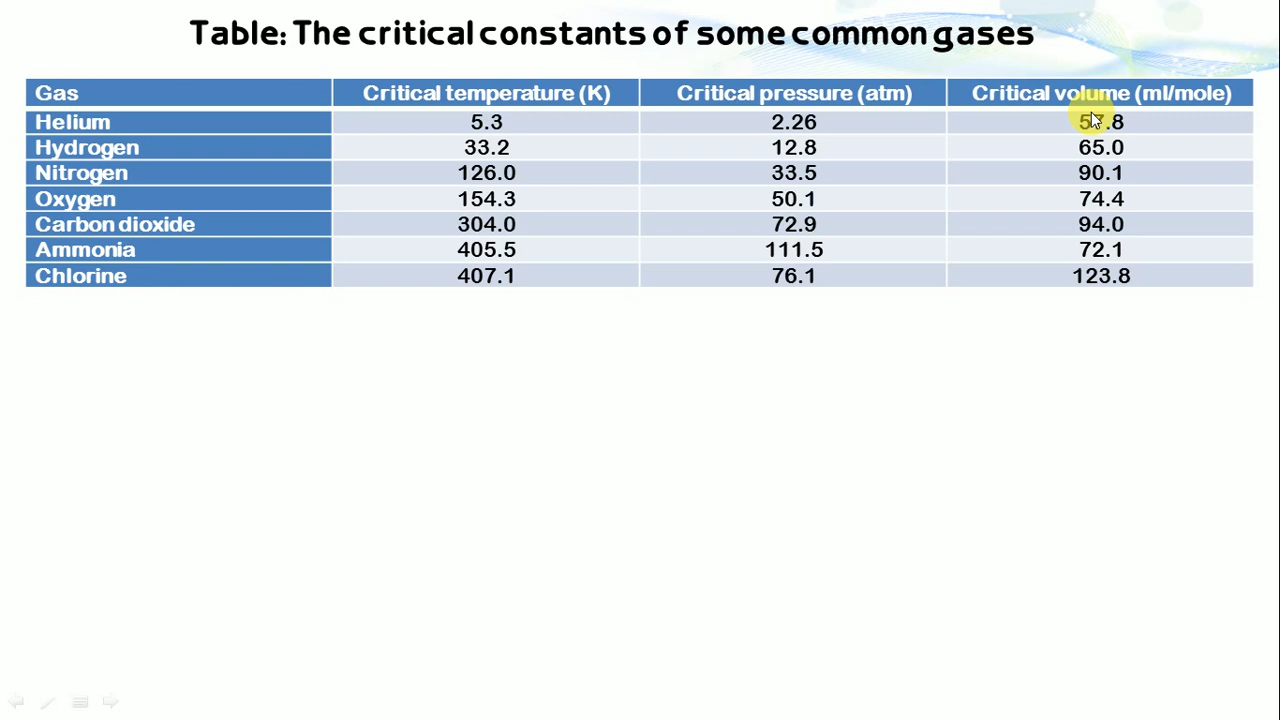 Table: The critical constants of some common gases
Gas Critical temperature (K) Critical pressure (atm) Critical volume (ml/mole)
Helium 5.3 2.26
Hydrogen 33.2 12.8 65.0
Nitrogen 126.0 33.5 90.1
Oxygen 154.3 50.1 74.4
Carbon dioxide 304.0 72.9 94.0
Ammonia 405.5 111.5 72.1
Chlorine 407.1 76.1 123.8